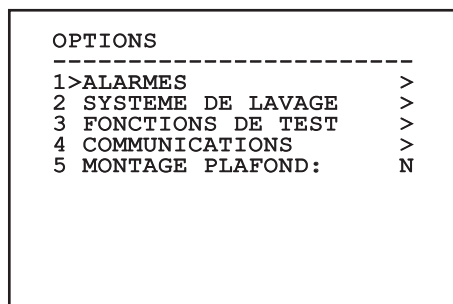 OPTIONS
------------------------
1>ALARMES >
2 SYSTEME DE LAVAGE >
3 FONCTIONS DE TEST >
4 COMMUNICATIONS >
5 MONTAGE PLAFOND: N